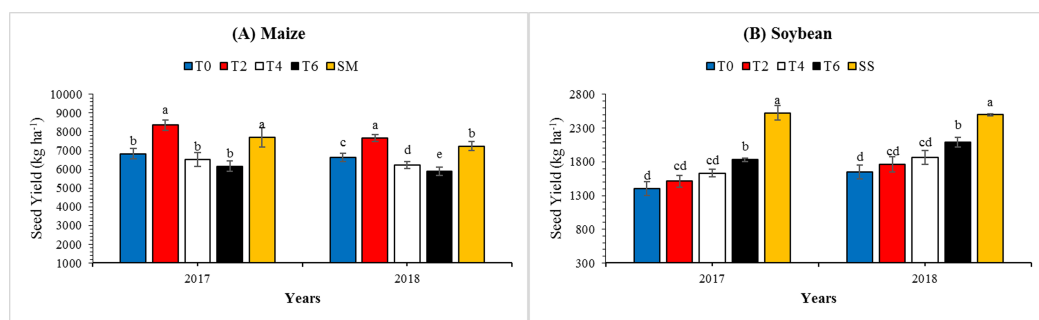 (A) Maize
T0 T2 T4 T6 SM
Seed Yield (kg ha⁻¹)
10000
9000
8000
7000
6000
5000
4000
3000
2000
1000
b a b b a
c a d e b
2017 2018
Years
(B) Soybean
T0 T2 T4 T6 SS
Seed Yield (kg ha⁻¹)
2800
2300
1800
1300
800
300
d cd cd b a
d cd cd b a
2017 2018
Years